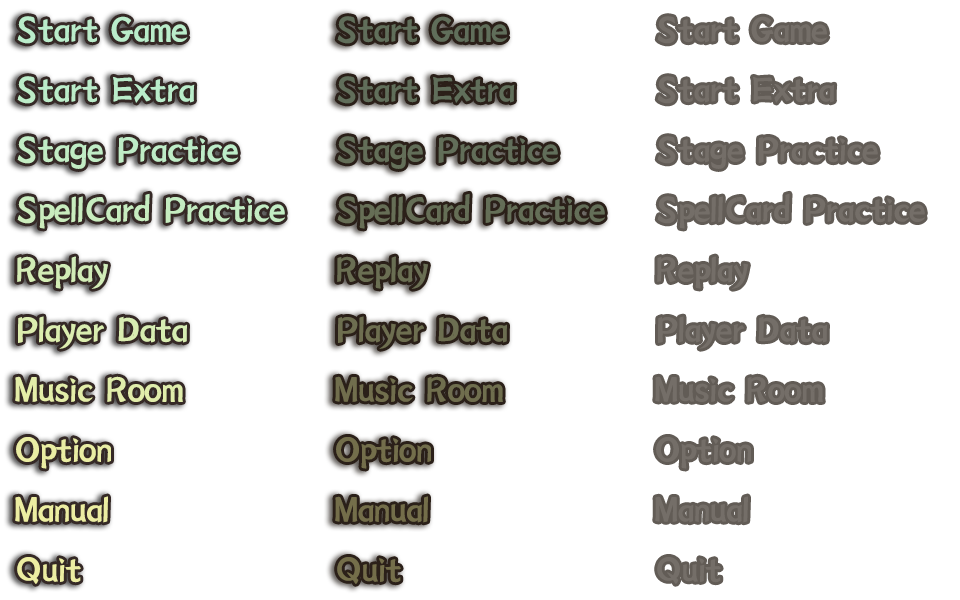 Start Game Start Game Start Game
Start Extra Start Extra Start Extra
Stage Practice Stage Practice Stage Practice
SpellCard Practice SpellCard Practice SpellCard Practice
Replay Replay Replay
Player Data Player Data Player Data
Music Room Music Room Music Room
Option Option Option
Manual Manual Manual
Quit Quit Quit